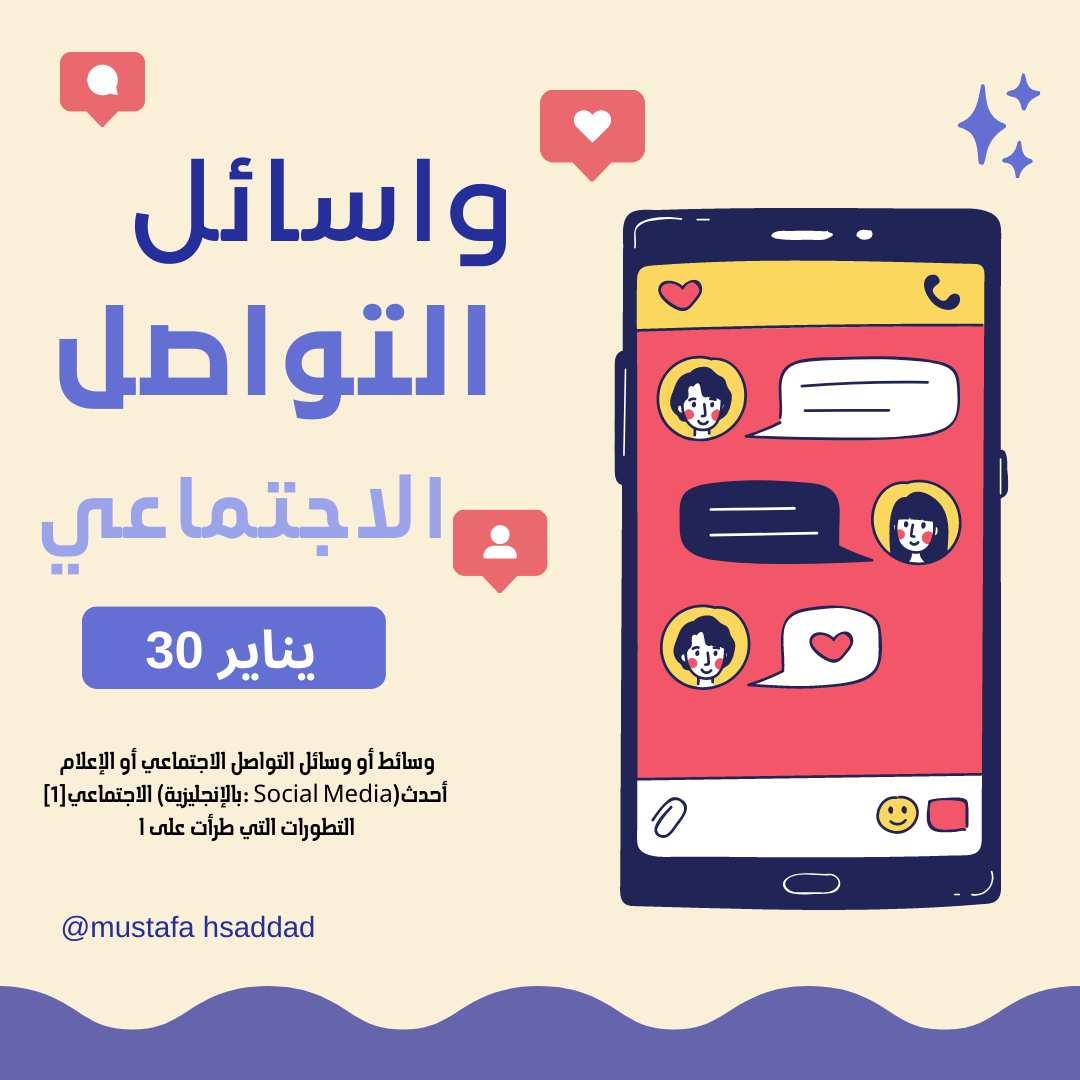 واسائل
التواصل
الاجتماعي
30 يناير
وسائط أو وسائل التواصل الاجتماعي أو الإعلام
الاجتماعي[1] (بالإنجليزية: Social Media)أحدث
التطورات التي طرأت على ا
@mustafa hsaddad